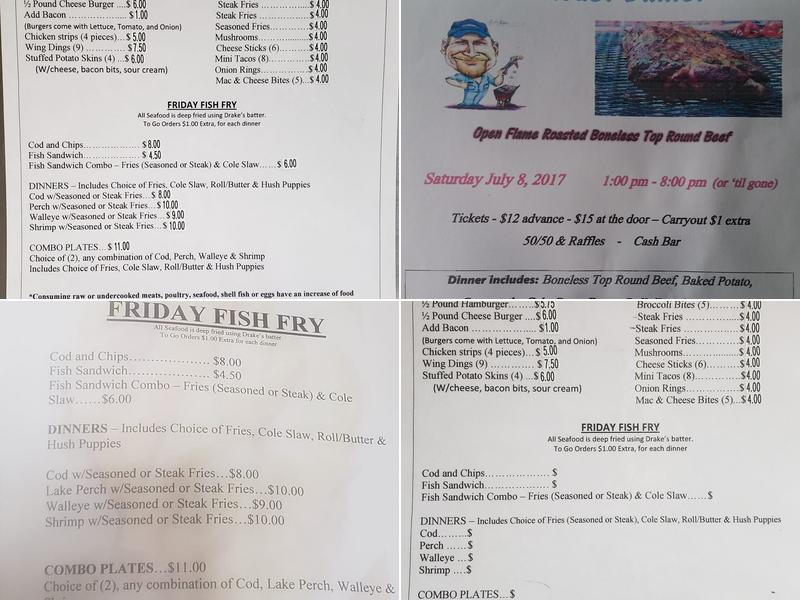 ½ Pound Cheese Burger ....$ 6.00
Add Bacon .....................$ 1.00
(Burgers come with Lettuce, Tomato, and Onion)
Chicken strips (4 pieces)....$ 5.00
Wing Dings (9) .................$ 7.50
Stuffed Potato Skins (4) ...$ 6.00
(W/cheese, bacon bits, sour cream)
Steak Fries ..................$ 4.00
Steak Fries ..................$ 4.00
Seasoned Fries..............$ 4.00
Mushrooms...................$ 4.00
Cheese Sticks (6)...........$ 4.00
Mini Tacos (8)...............$ 4.00
Onion Rings..................$ 4.00
Mac & Cheese Bites (5)...$ 4.00
FRIDAY FISH FRY
All Seafood is deep fried using Drake's batter.
To Go Orders $1.00 Extra, for each dinner
Cod and Chips.................... $ 8.00
Fish Sandwich.................... $ 4.50
Fish Sandwich Combo – Fries (Seasoned or Steak) & Cole Slaw......$ 6.00
DINNERS – Includes Choice of Fries, Cole Slaw, Roll/Butter & Hush Puppies
Cod w/Seasoned or Steak Fries...$ 8.00
Perch w/Seasoned or Steak Fries...$ 10.00
Walleye w/Seasoned or Steak Fries...$ 9.00
Shrimp w/Seasoned or Steak Fries...$ 10.00
COMBO PLATES...$ 11.00
Choice of (2), any combination of Cod, Perch, Walleye & Shrimp
Includes Choice of Fries, Cole Slaw, Roll/Butter & Hush Puppies
*Consuming raw or undercooked meats, poultry, seafood, shell fish or eggs have an increase of food
Open Flame Roasted Boneless Top Round Beef
Saturday July 8, 2017 1:00 pm - 8:00 pm (or 'til gone)
Tickets - $12 advance - $15 at the door – Carryout $1 extra
50/50 & Raffles - Cash Bar
Dinner includes: Boneless Top Round Beef, Baked Potato,
FRIDAY FISH FRY
All Seafood is deep fried using Drake's batter.
To Go Orders $1.00 Extra for each dinner
Cod and Chips.................... $8.00
Fish Sandwich.................... $4.50
Fish Sandwich Combo – Fries (Seasoned or Steak) & Cole
Slaw......$6.00
DINNERS – Includes Choice of Fries, Cole Slaw, Roll/Butter &
Hush Puppies
Cod w/Seasoned or Steak Fries...$8.00
Lake Perch w/Seasoned or Steak Fries...$10.00
Walleye w/Seasoned or Steak Fries...$9.00
Shrimp w/Seasoned or Steak Fries...$10.00
COMBO PLATES...$11.00
Choice of (2), any combination of Cod, Lake Perch, Walleye &
½ Pound Hamburger.........$5.75
½ Pound Cheese Burger ....$6.00
Add Bacon .....................$1.00
(Burgers come with Lettuce, Tomato, and Onion)
Chicken strips (4 pieces)....$ 5.00
Wing Dings (9) .................$ 7.50
Stuffed Potato Skins (4) ...$ 6.00
(W/cheese, bacon bits, sour cream)
Broccoli Bites (5)...........$ 4.00
Steak Fries ..................$ 4.00
Steak Fries ..................$4.00
Seasoned Fries..............$4.00
Mushrooms...................$4.00
Cheese Sticks (6)...........$4.00
Mini Tacos (8)...............$4.00
Onion Rings..................$4.00
Mac & Cheese Bites (5)...$ 4.00
FRIDAY FISH FRY
All Seafood is deep fried using Drake's batter.
To Go Orders $1.00 Extra, for each dinner
Cod and Chips.................... $
Fish Sandwich.................... $
Fish Sandwich Combo – Fries (Seasoned or Steak) & Cole Slaw......$
DINNERS – Includes Choice of Fries (Seasoned or Steak), Cole Slaw, Roll/Butter & Hush Puppies
Cod.........$
Perch ......$
Walleye ...$
Shrimp ....$
COMBO PLATES...$